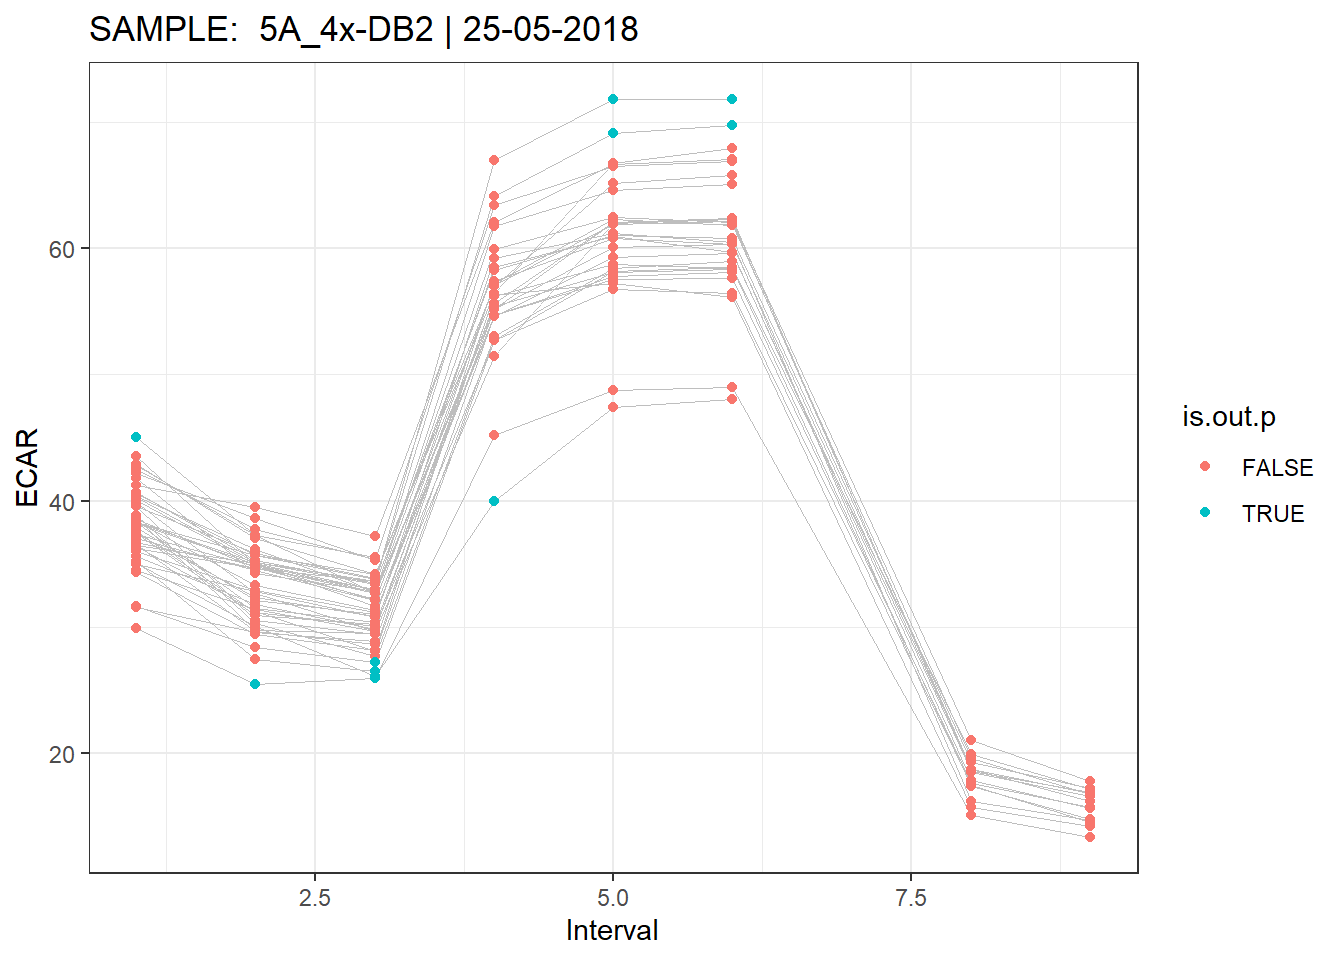 SAMPLE:  5A_4x-DB2 | 25-05-2018
60
40
20
ECAR
2.5
5.0
7.5
Interval
is.out.p
FALSE
TRUE